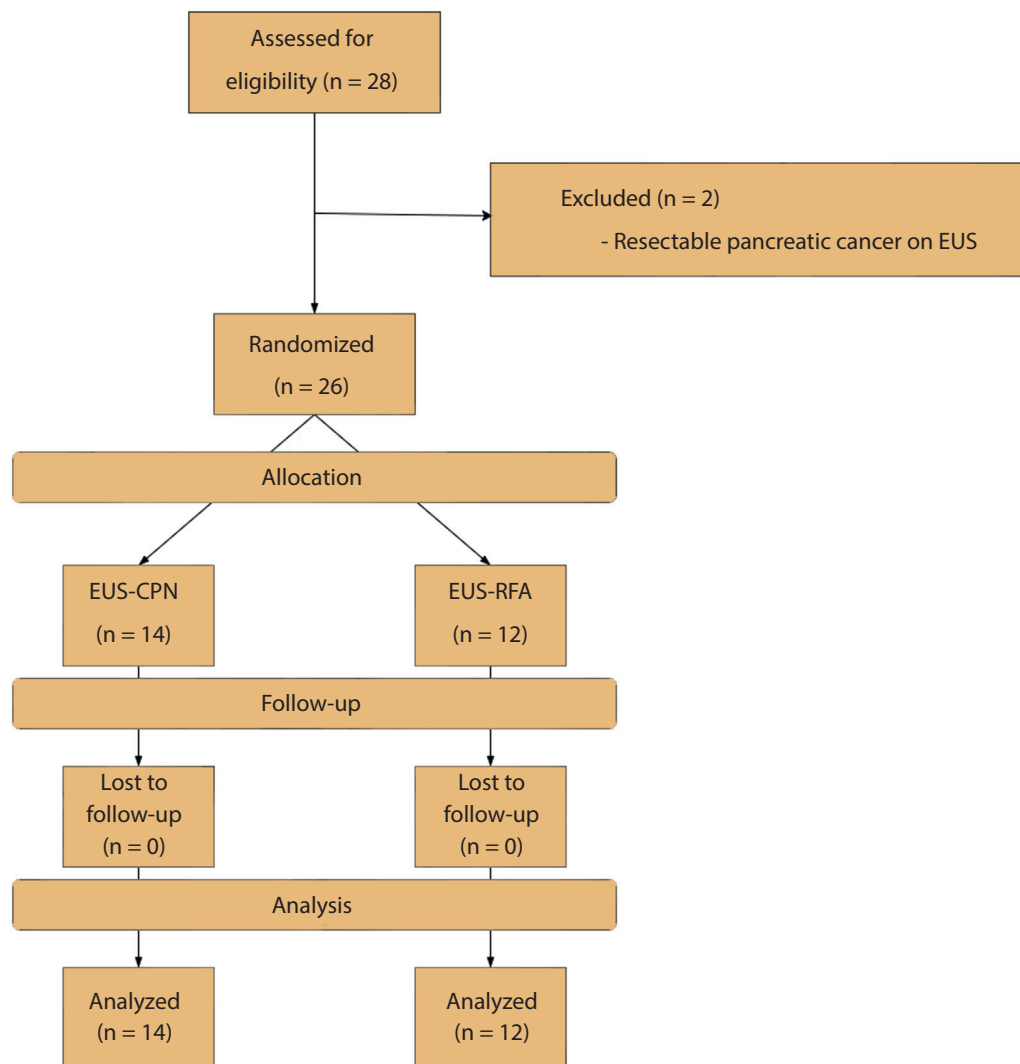 Assessed for
eligibility (n = 28)
Excluded (n = 2)
- Resectable pancreatic cancer on EUS
Randomized
(n = 26)
Allocation
EUS-CPN
(n = 14)
EUS-RFA
(n = 12)
Follow-up
Lost to
follow-up
(n = 0)
Lost to
follow-up
(n = 0)
Analysis
Analyzed
(n = 14)
Analyzed
(n = 12)